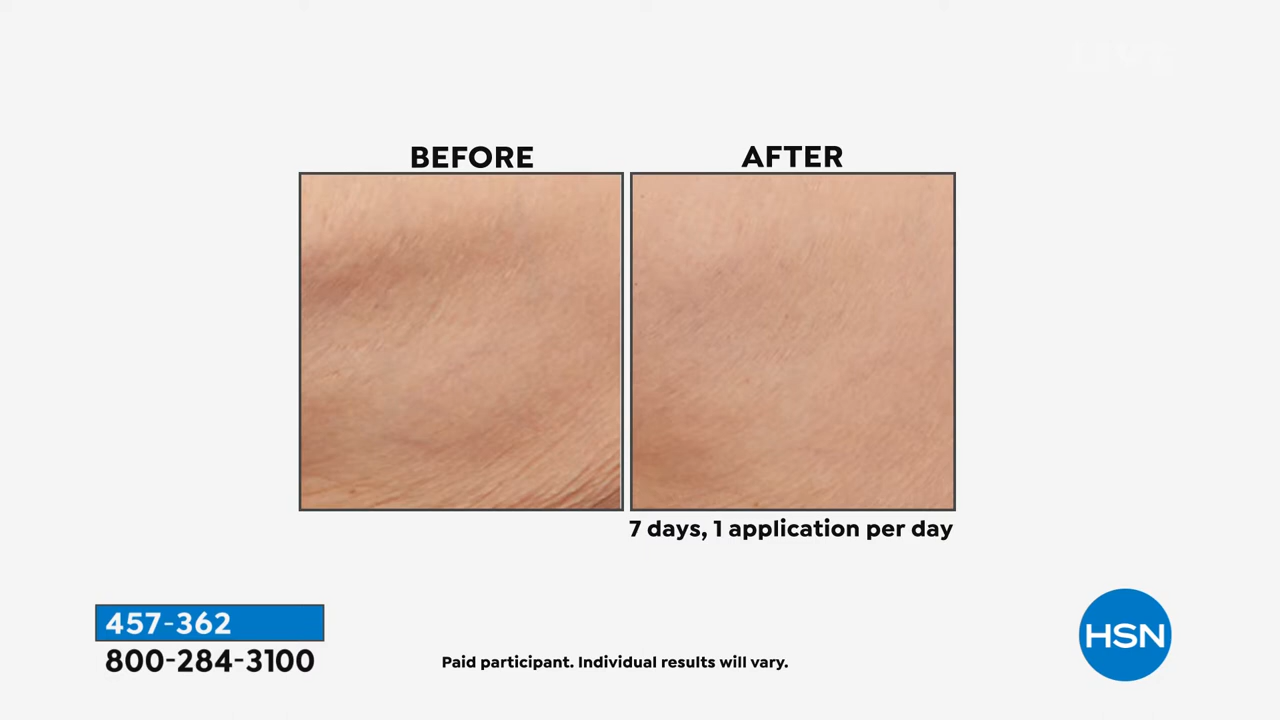 BEFORE
AFTER
7 days, 1 application per day
457-362
800-284-3100
Paid participant. Individual results will vary.
HSN